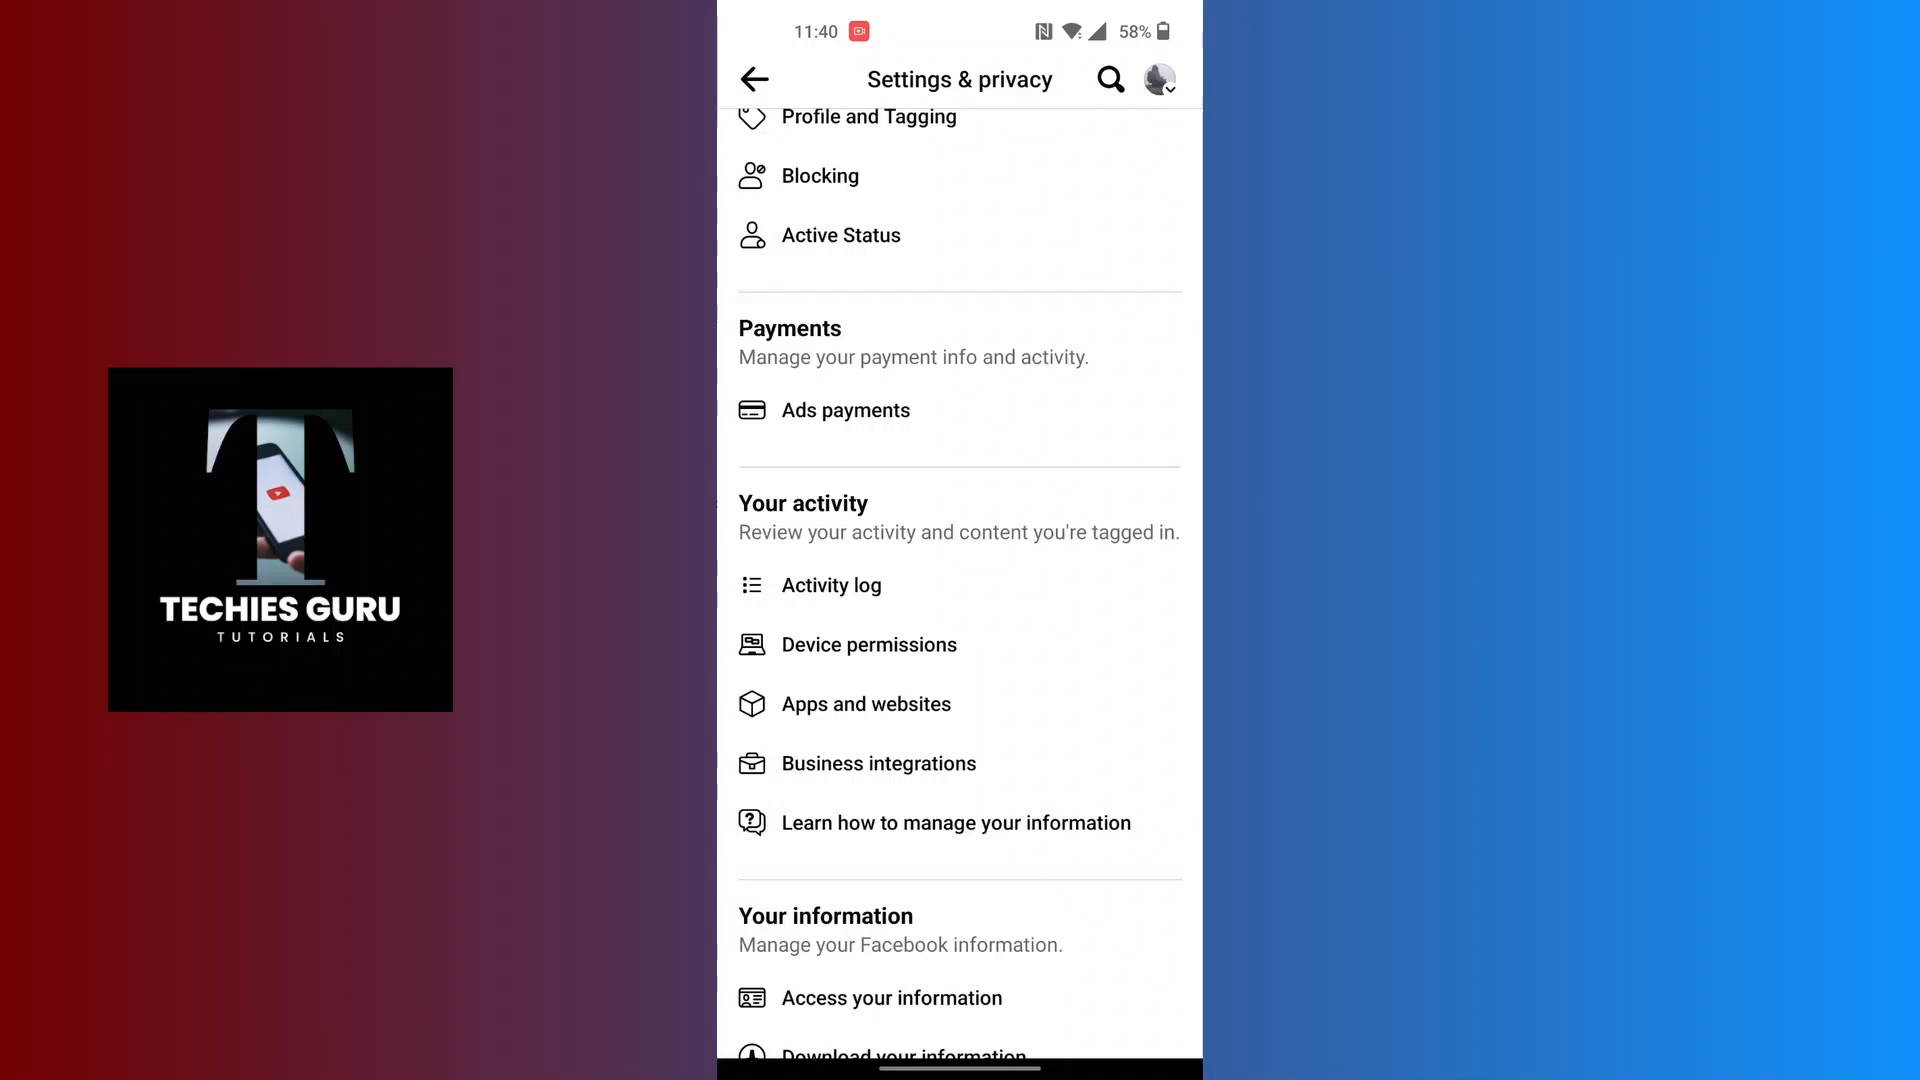 11:40
58%
Settings & privacy
Profile and Tagging
Blocking
Active Status
Payments
Manage your payment info and activity.
Ads payments
Your activity
Review your activity and content you're tagged in.
Activity log
Device permissions
Apps and websites
Business integrations
Learn how to manage your information
Your information
Manage your Facebook information.
Access your information
Download your information
TECHIES GURU
TUTORIALS